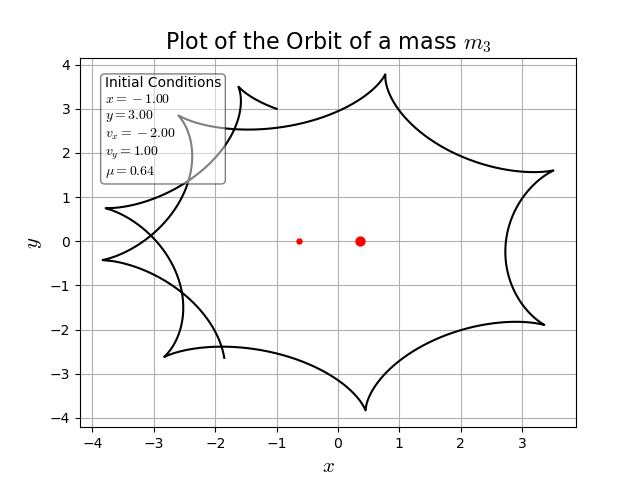 Plot of the Orbit of a mass m₃
Initial Conditions
x = −1.00
y = 3.00
vₓ = −2.00
v_y = 1.00
μ = 0.64
4
3
2
1
0
−1
−2
−3
−4
y
−4 −3 −2 −1 0 1 2 3
x